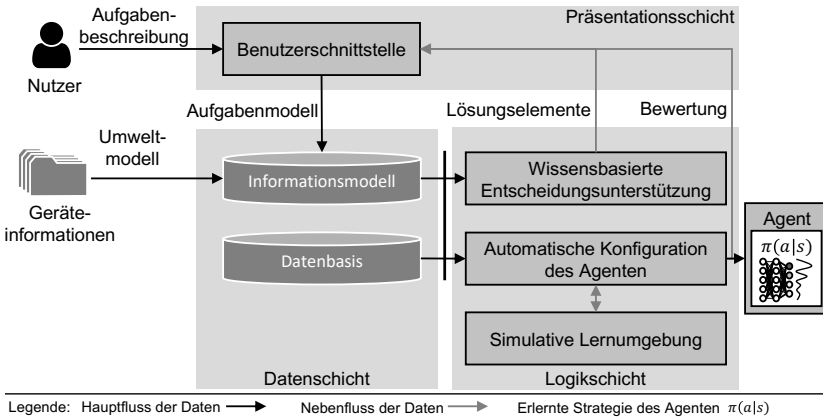 Aufgaben-
beschreibung
Präsentationsschicht
Benutzerschnittstelle
Nutzer
Aufgabenmodell
Lösungselemente
Bewertung
Umwelt-
modell
Informationsmodell
Wissensbasierte
Entscheidungsunterstützung
Geräte-
informationen
Datenbasis
Automatische Konfiguration
des Agenten
Agent
π(a|s)
Simulative Lernumgebung
Datenschicht
Logikschicht
Legende: Hauptfluss der Daten Nebenfluss der Daten Erlernte Strategie des Agenten π(a|s)